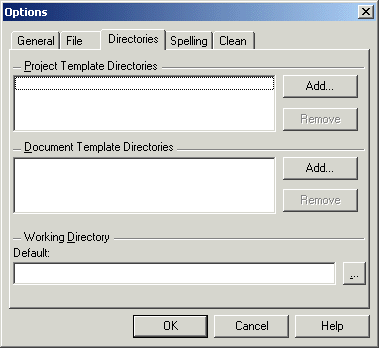 Options
General File Directories Spelling Clean
Project Template Directories
Add...
Remove
Document Template Directories
Add...
Remove
Working Directory
Default:
...
OK Cancel Help